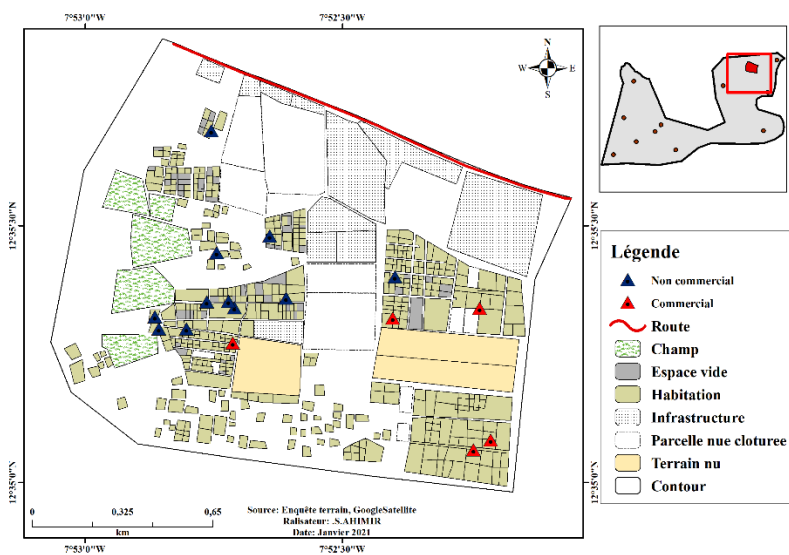 7°53'0"W
7°52'30"W
N
W
E
S
12°35'30"N
12°35'30"N
12°35'0"N
12°35'0"N
Légende
Non commercial
Commercial
Route
Champ
Espace vide
Habitation
Infrastructure
Parcelle nue cloturee
Terrain nu
Contour
0
0,325
0,65
km
Source: Enquête terrain, GoogleSatellite
Ralisateur: .S.AHIMIR
Date: Janvier 2021
7°53'0"W
7°52'30"W